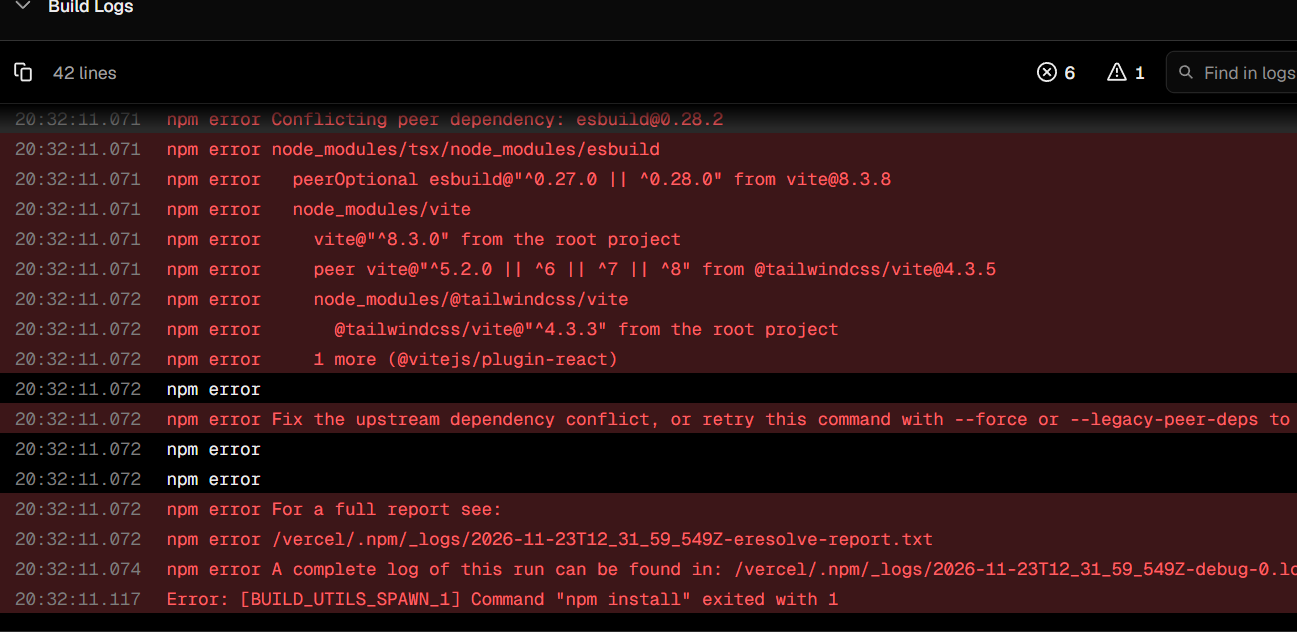 Build Logs
42 lines
6
1
Find in logs
20:32:11.071 npm error Conflicting peer dependency: esbuild@0.28.2
20:32:11.071 npm error node_modules/tsx/node_modules/esbuild
20:32:11.071 npm error   peerOptional esbuild@"^0.27.0 || ^0.28.0" from vite@8.3.8
20:32:11.071 npm error   node_modules/vite
20:32:11.071 npm error     vite@"^8.3.0" from the root project
20:32:11.071 npm error     peer vite@"^5.2.0 || ^6 || ^7 || ^8" from @tailwindcss/vite@4.3.5
20:32:11.072 npm error     node_modules/@tailwindcss/vite
20:32:11.072 npm error       @tailwindcss/vite@"^4.3.3" from the root project
20:32:11.072 npm error     1 more (@vitejs/plugin-react)
20:32:11.072 npm error
20:32:11.072 npm error Fix the upstream dependency conflict, or retry this command with --force or --legacy-peer-deps to
20:32:11.072 npm error
20:32:11.072 npm error
20:32:11.072 npm error For a full report see:
20:32:11.072 npm error /vercel/.npm/_logs/2026-11-23T12_31_59_549Z-eresolve-report.txt
20:32:11.074 npm error A complete log of this run can be found in: /vercel/.npm/_logs/2026-11-23T12_31_59_549Z-debug-0.lo
20:32:11.117 Error: [BUILD_UTILS_SPAWN_1] Command "npm install" exited with 1